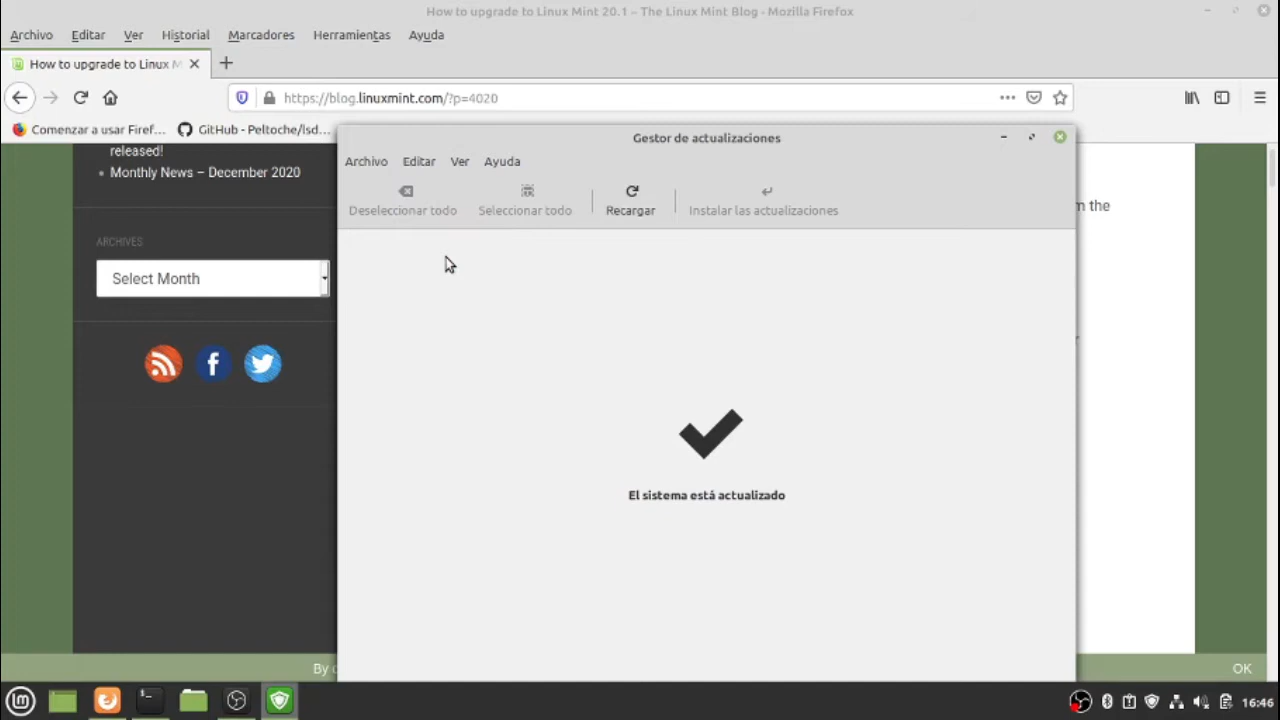 How to upgrade to Linux Mint 20.1 – The Linux Mint Blog - Mozilla Firefox
Archivo Editar Ver Historial Marcadores Herramientas Ayuda
How to upgrade to Linux M
https://blog.linuxmint.com/?p=4020
Comenzar a usar Firef... GitHub - Peltoche/lsd...
released!
Monthly News – December 2020
ARCHIVES
Select Month
Gestor de actualizaciones
Archivo Editar Ver Ayuda
Deseleccionar todo Seleccionar todo Recargar Instalar las actualizaciones
m the
El sistema está actualizado
By OK
16:46